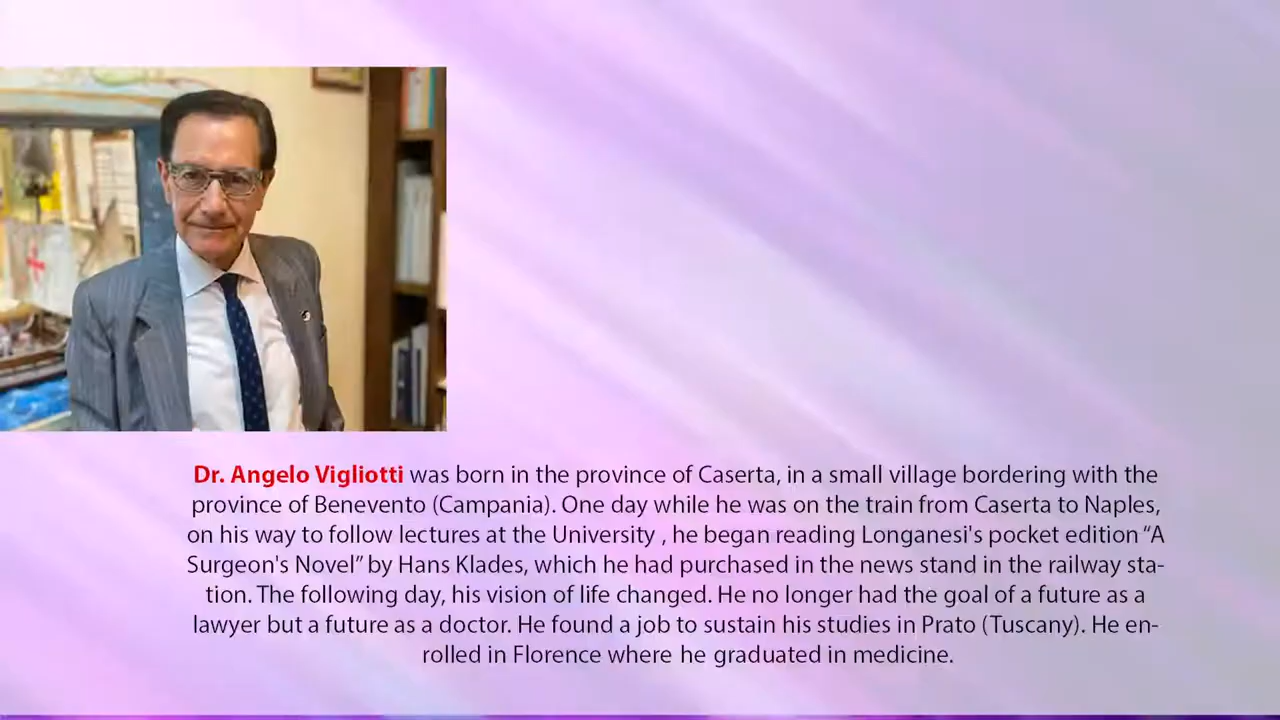 Dr. Angelo Vigliotti was born in the province of Caserta, in a small village bordering with the
province of Benevento (Campania). One day while he was on the train from Caserta to Naples,
on his way to follow lectures at the University , he began reading Longanesi's pocket edition “A
Surgeon's Novel” by Hans Klades, which he had purchased in the news stand in the railway sta-
tion. The following day, his vision of life changed. He no longer had the goal of a future as a
lawyer but a future as a doctor. He found a job to sustain his studies in Prato (Tuscany). He en-
rolled in Florence where he graduated in medicine.